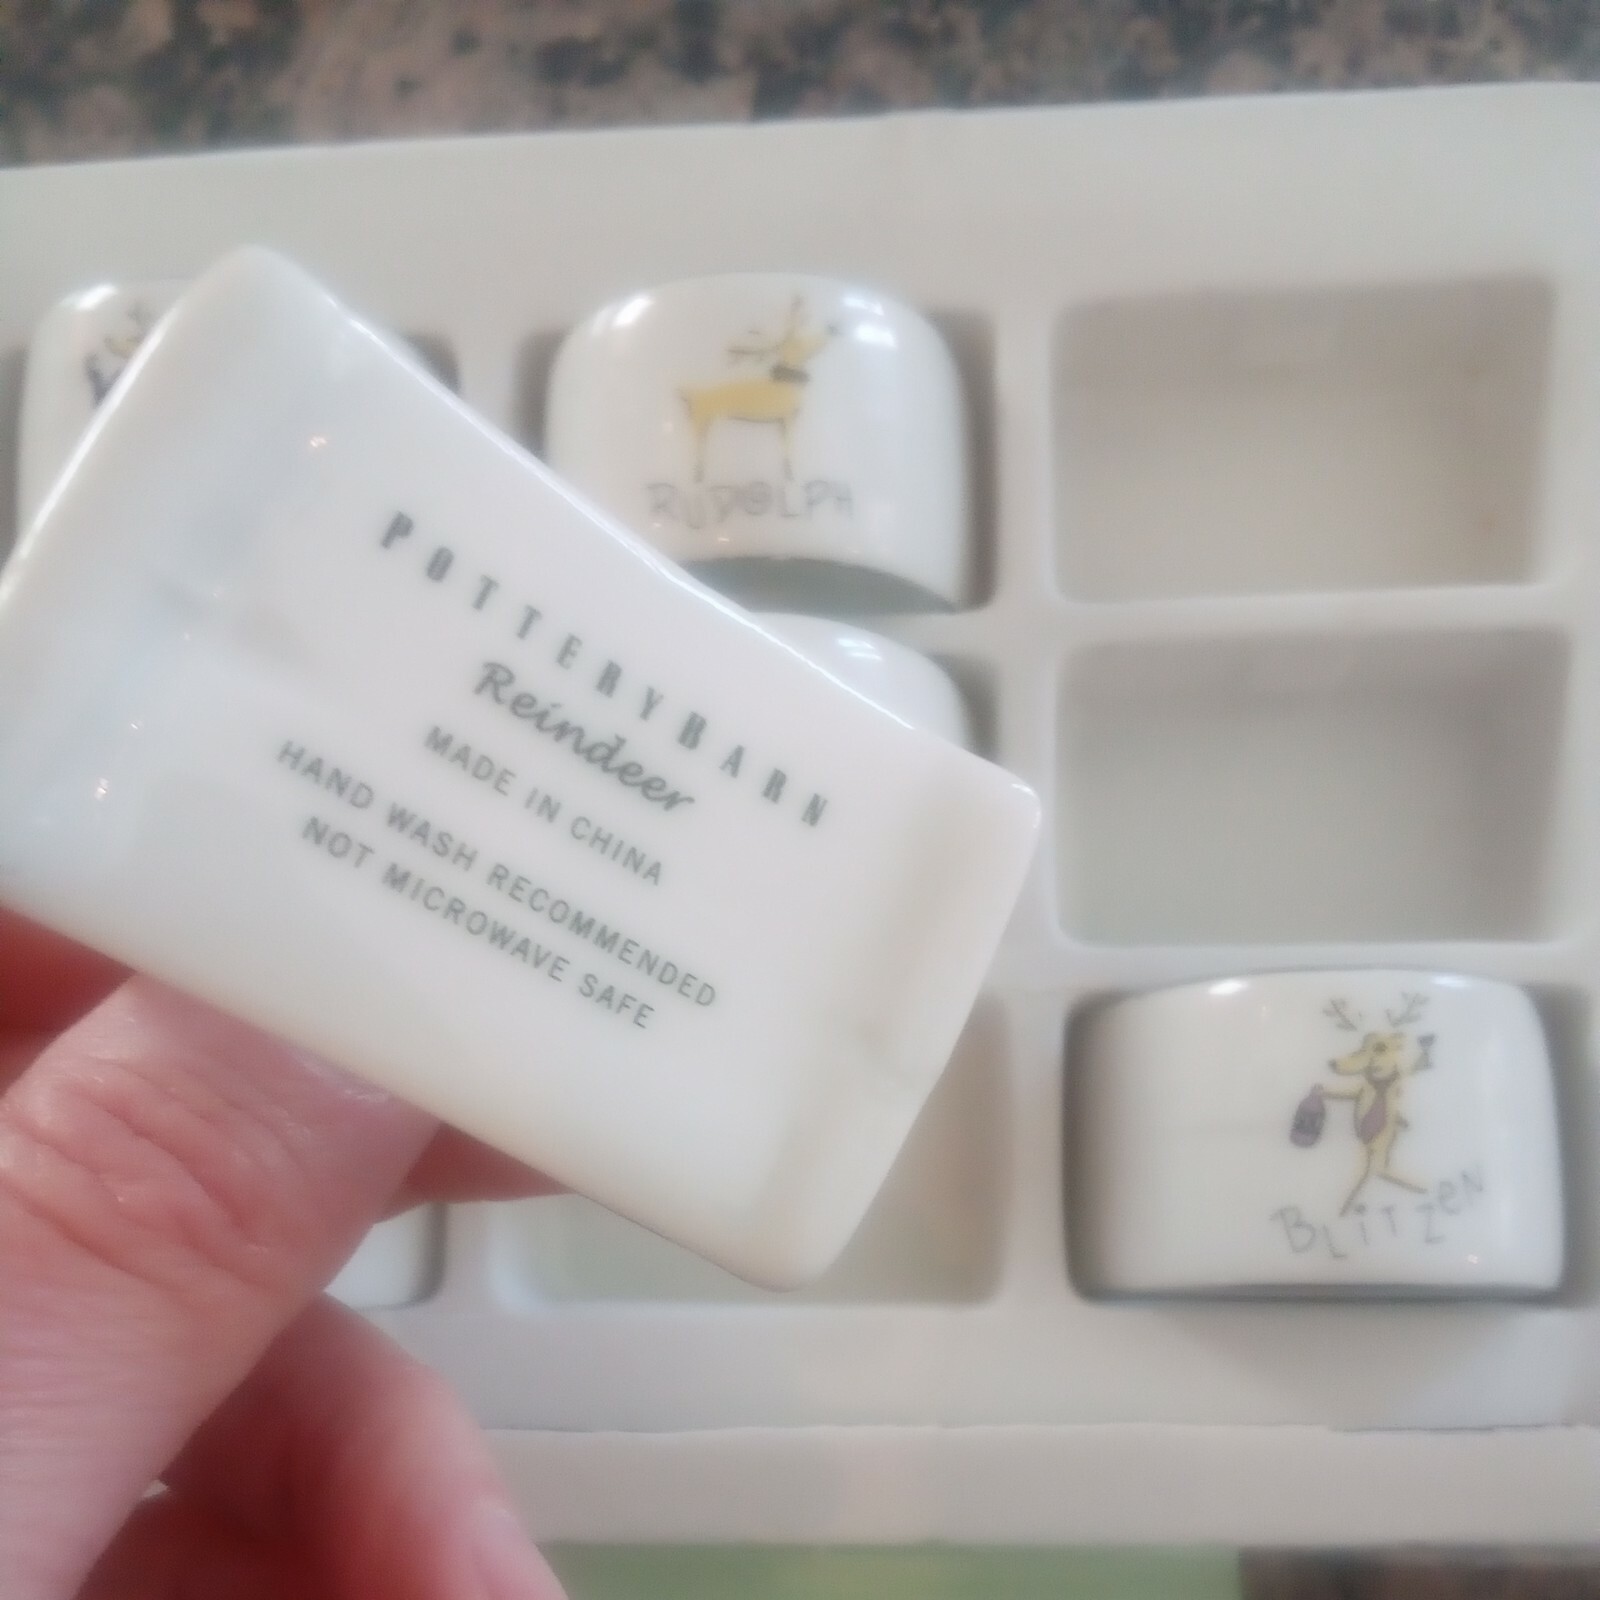 RUDOLPH
POTTERYBARN
Reindeer
MADE IN CHINA
HAND WASH RECOMMENDED
NOT MICROWAVE SAFE
BLiTZeN